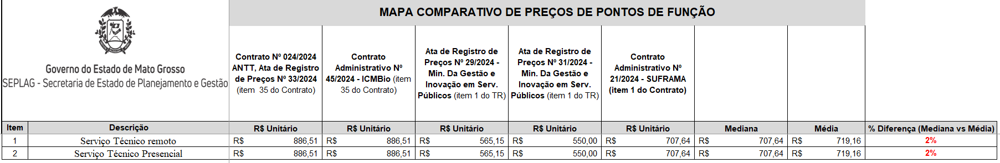 MAPA COMPARATIVO DE PREÇOS DE PONTOS DE FUNÇÃO
Governo do Estado de Mato Grosso
SEPLAG - Secretaria de Estado de Planejamento e Gestão
Contrato Nº 024/2024
ANTT, Ata de Registro
de Preços Nº 33/2024
(item 35 do Contrato)
Contrato
Administrativo Nº
45/2024 - ICMBio (item
35 do Contrato)
Ata de Registro de
Preços Nº 29/2024 -
Min. Da Gestão e
Inovação em Serv.
Públicos (item 1 do TR)
Ata de Registro de
Preços Nº 31/2024 -
Min. Da Gestão e
Inovação em Serv.
Públicos (item 1 do TR)
Contrato
Administrativo Nº
21/2024 - SUFRAMA
(item 1 do Contrato)
Item Descrição R$ Unitário R$ Unitário R$ Unitário R$ Unitário R$ Unitário Mediana Média % Diferença (Mediana vs Média)
1 Serviço Técnico remoto R$ 886,51 R$ 886,51 R$ 565,15 R$ 550,00 R$ 707,64 R$ 707,64 R$ 719,16 2%
2 Serviço Técnico Presencial R$ 886,51 R$ 886,51 R$ 565,15 R$ 550,00 R$ 707,64 R$ 707,64 R$ 719,16 2%